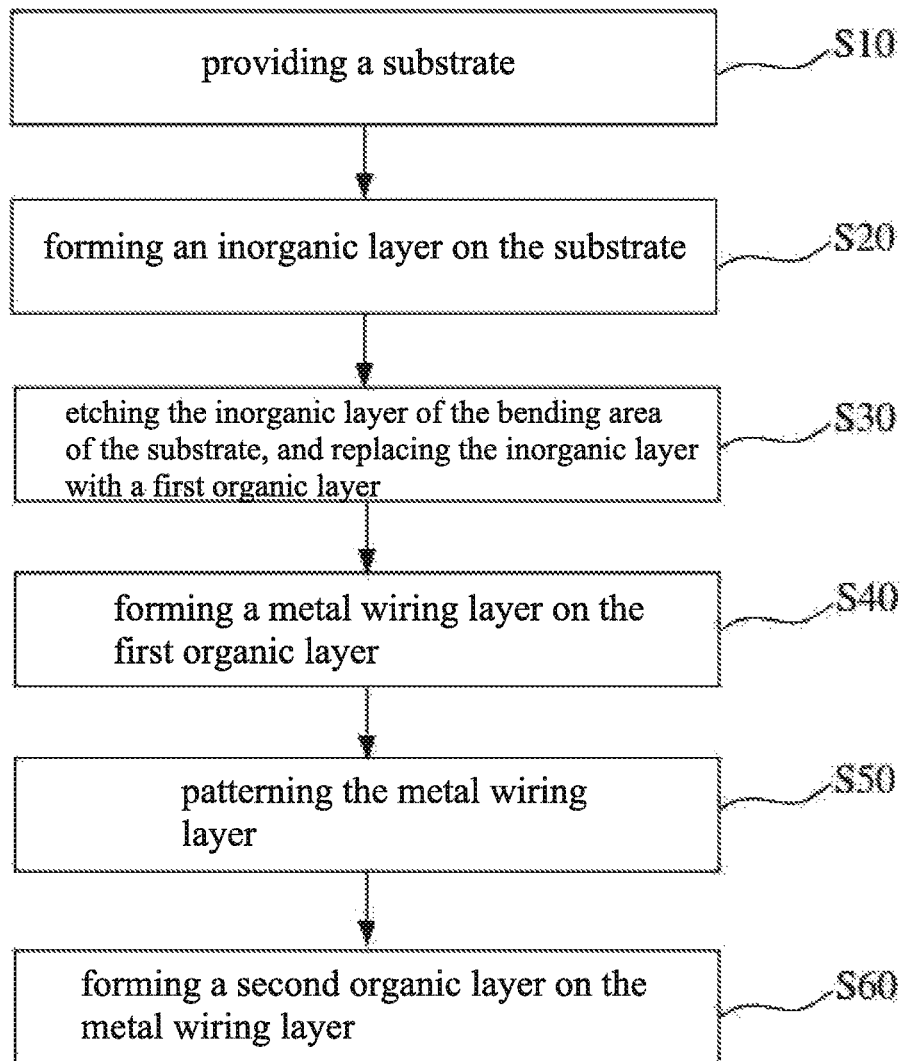 providing a substrate
S10
forming an inorganic layer on the substrate
S20
etching the inorganic layer of the bending area
of the substrate, and replacing the inorganic layer
with a first organic layer
S30
forming a metal wiring layer on the
first organic layer
S40
patterning the metal wiring
layer
S50
forming a second organic layer on the
metal wiring layer
S60